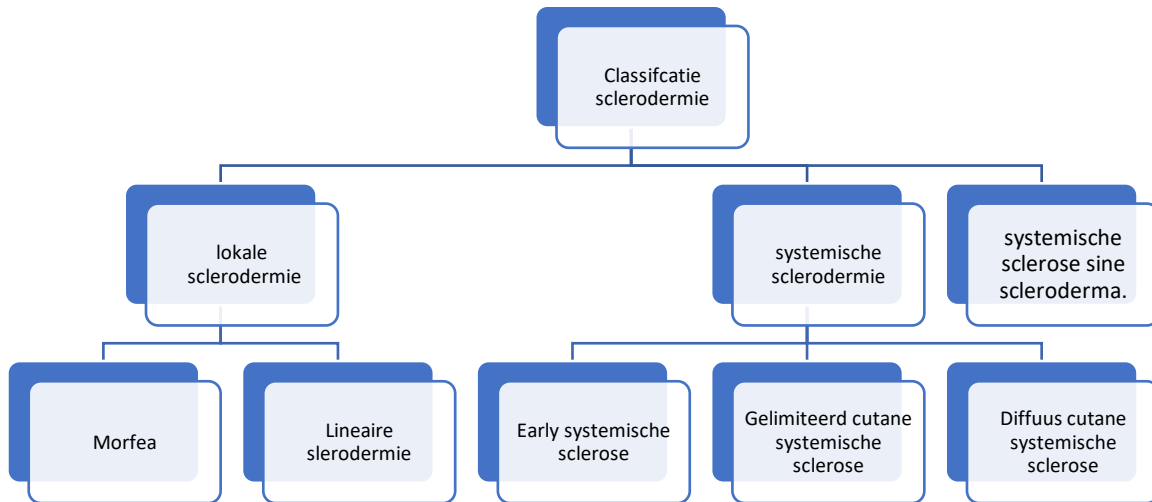 Classifcatie
sclerodermie
lokale
sclerodermie
systemische
sclerodermie
systemische
sclerose sine
scleroderma.
Morfea
Lineaire
slerodermie
Early systemische
sclerose
Gelimiteerd cutane
systemische
sclerose
Diffuus cutane
systemische
sclerose